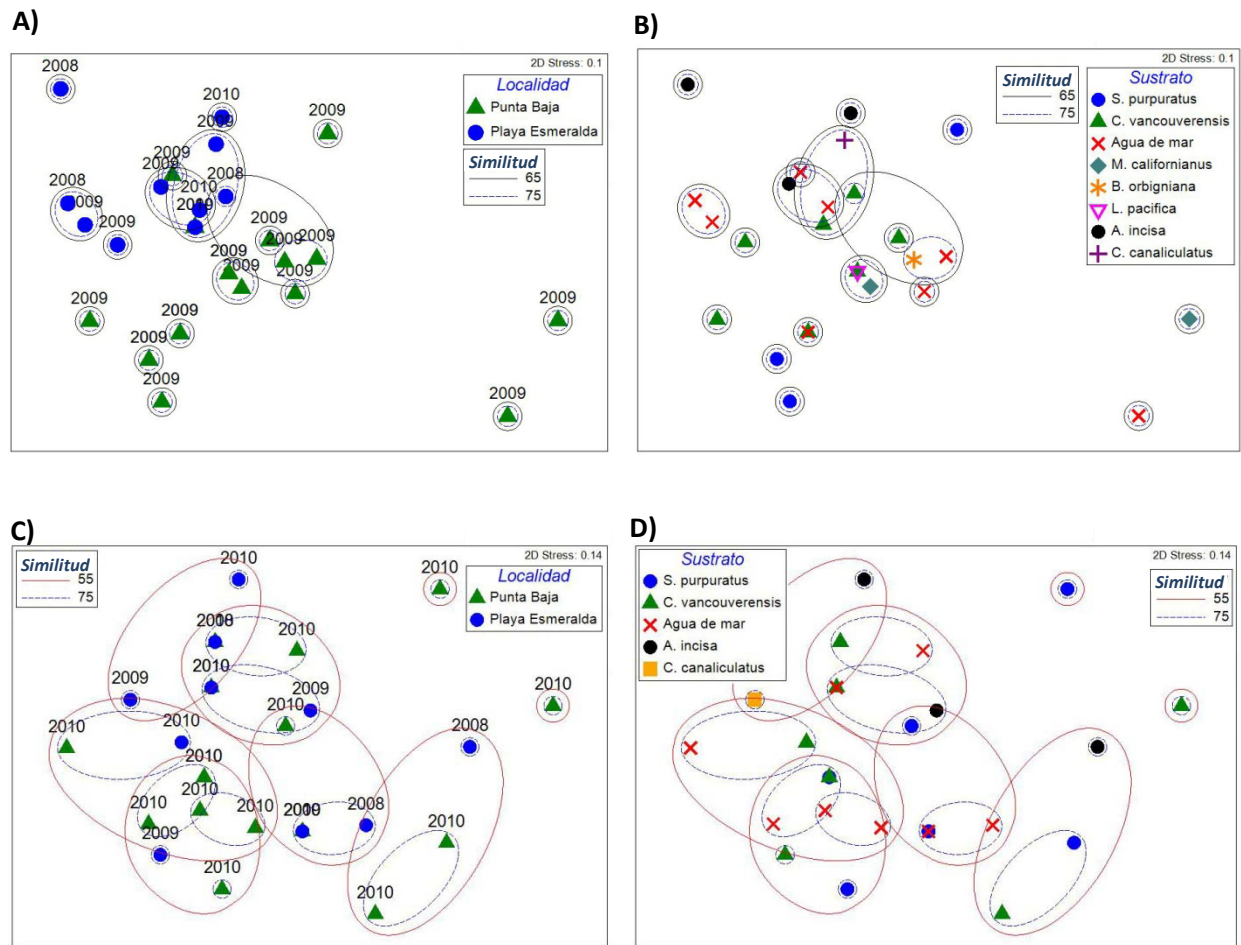 A)
2D Stress: 0.1
Localidad
Punta Baja
Playa Esmeralda
Similitud
65
75
2008
2010
2009
2009
2009
2009
2008
2010
2008
2009
2009
2009
2009
2009
2009
2009
2009
2009
2009
2009
2009
2009
2009
B)
2D Stress: 0.1
Similitud
65
75
Sustrato
S. purpuratus
C. vancouverensis
Agua de mar
M. californianus
B. orbigniana
L. pacifica
A. incisa
C. canaliculatus
C)
Similitud
55
75
2D Stress: 0.14
Localidad
Punta Baja
Playa Esmeralda
2010
2010
2010
2010
2009
2009
2010
2010
2010
2010
2008
2010
2010
2010
2010
2008
2009
2010
2010
2010
D)
2D Stress: 0.14
Sustrato
S. purpuratus
C. vancouverensis
Agua de mar
A. incisa
C. canaliculatus
Similitud
55
75